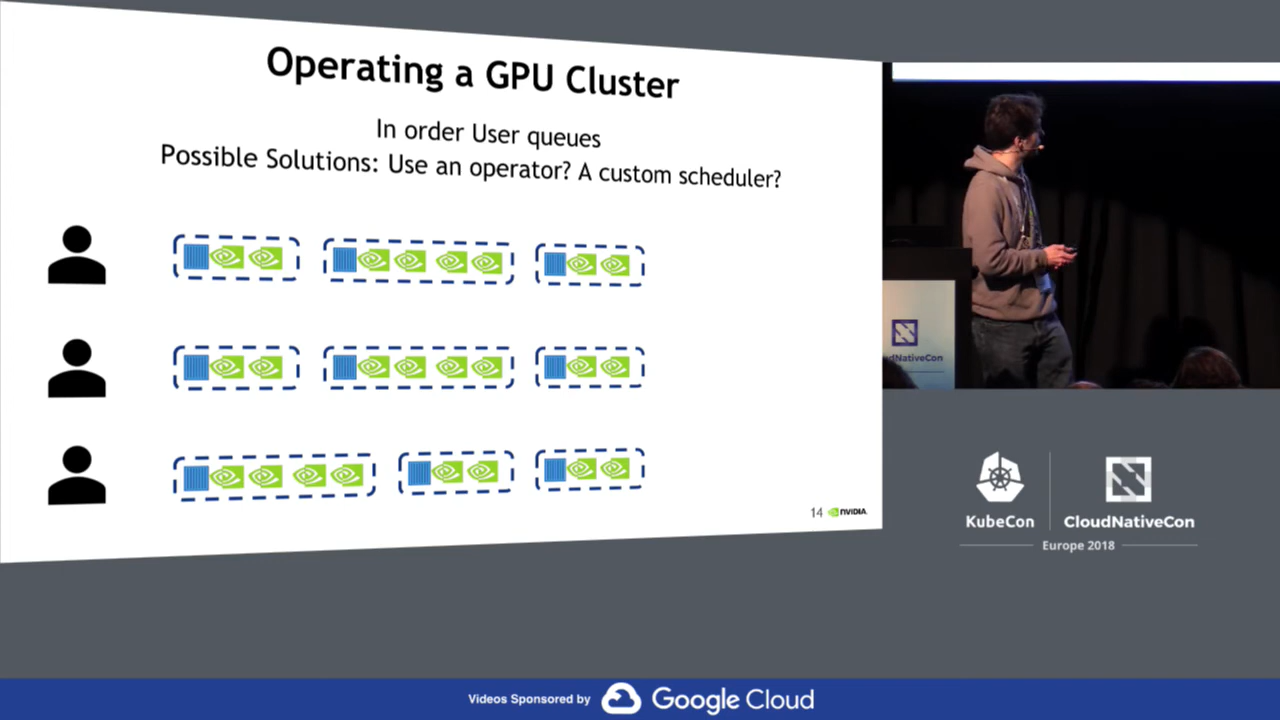 Operating a GPU Cluster
In order User queues
Possible Solutions: Use an operator? A custom scheduler?
14 NVIDIA
dNativeCon
KubeCon
CloudNativeCon
Europe 2018
Videos Sponsored by Google Cloud